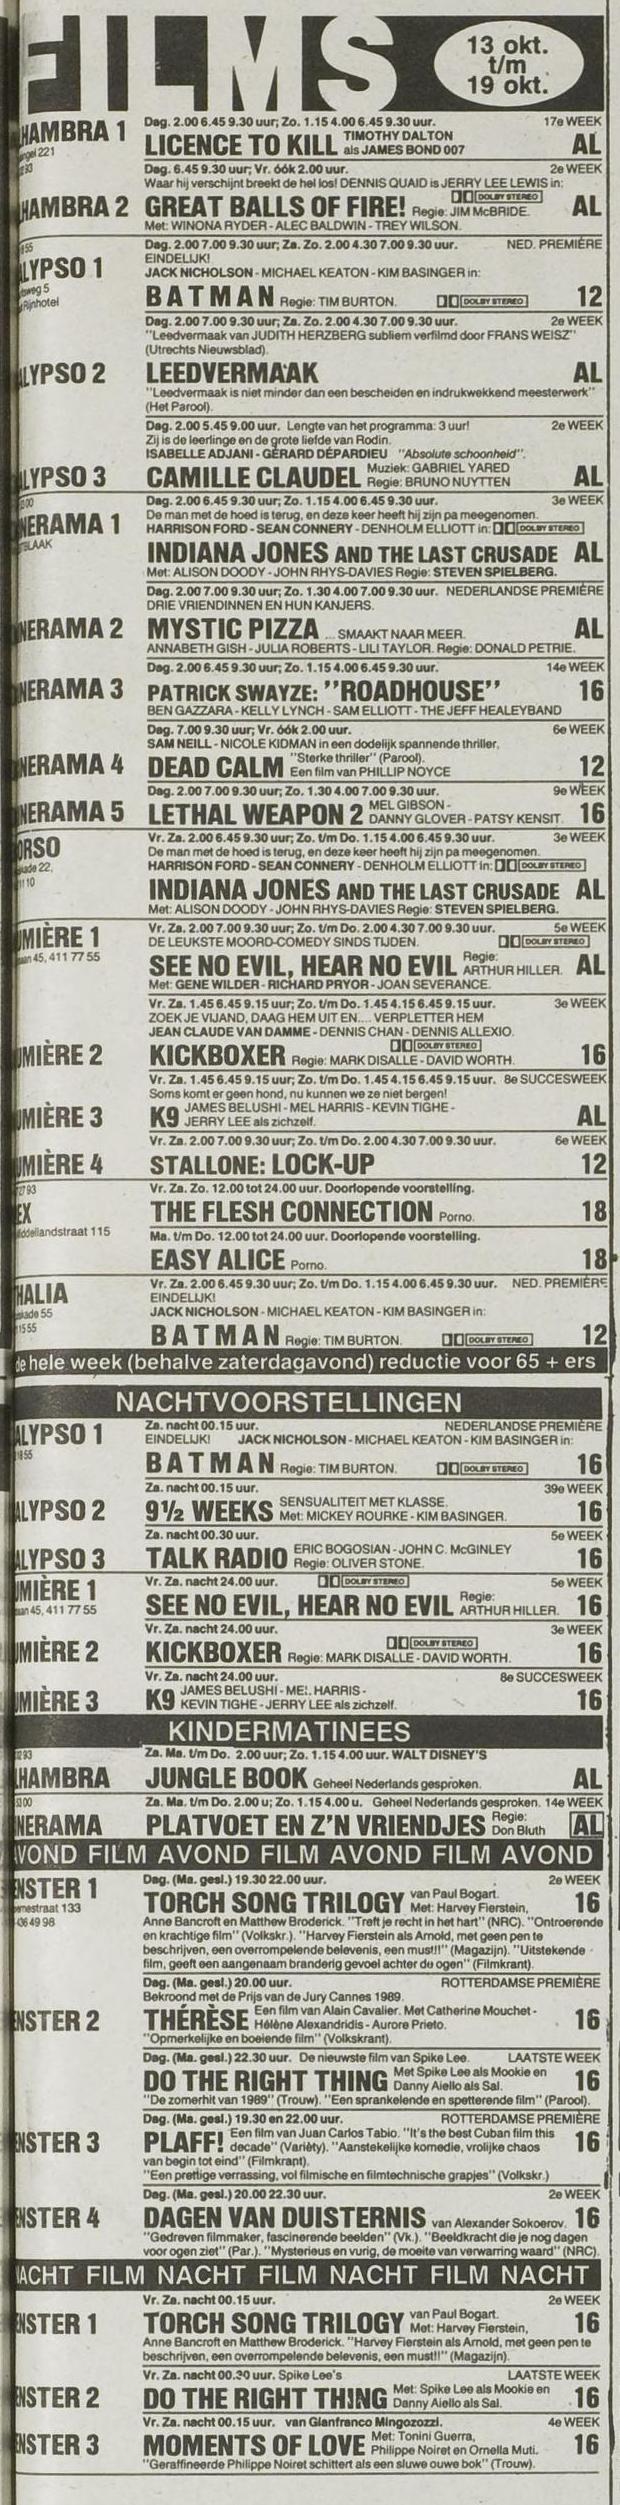 FILMS
13 okt.
t/m
19 okt.
HAMBRA 1
Dag. 2.00 6.45 9.30 uur; Zo. 1.15 4.00 6.45 9.30 uur. 17e WEEK
LICENCE TO KILL TIMOTHY DALTON als JAMES BOND 007 AL
Dag. 6.45 9.30 uur; Vr. óók 2.00 uur. 2e WEEK
Waar hij verschijnt breekt de hel los! DENNIS QUAID is JERRY LEE LEWIS in:
DOLBY STEREO
HAMBRA 2 GREAT BALLS OF FIRE! Regie: JIM McBRIDE. AL
Met: WINONA RYDER - ALEC BALDWIN - TREY WILSON.
Dag. 2.00 7.00 9.30 uur; Za. Zo. 2.00 4.30 7.00 9.30 uur. NED. PREMIÈRE
EINDELIJK!
LYPSO 1 JACK NICHOLSON - MICHAEL KEATON - KIM BASINGER in:
BATMAN Regie: TIM BURTON. DOLBY STEREO 12
Dag. 2.00 7.00 9.30 uur; Za. Zo. 2.00 4.30 7.00 9.30 uur. 2e WEEK
"Leedvermaak van JUDITH HERZBERG subliem verfilmd door FRANS WEISZ"
(Utrechts Nieuwsblad).
LYPSO 2 LEEDVERMAAK AL
"Leedvermaak is niet minder dan een bescheiden en indrukwekkend meesterwerk"
(Het Parool).
Dag. 2.00 5.45 9.00 uur. Lengte van het programma: 3 uur! 2e WEEK
Zij is de leerlinge en de grote liefde van Rodin.
ISABELLE ADJANI - GÉRARD DÉPARDIEU "Absolute schoonheid".
LYPSO 3 CAMILLE CLAUDEL Muziek: GABRIEL YARED Regie: BRUNO NUYTTEN AL
Dag. 2.00 6.45 9.30 uur; Zo. 1.15 4.00 6.45 9.30 uur. 3e WEEK
De man met de hoed is terug, en deze keer heeft hij zijn pa meegenomen.
NERAMA 1 HARRISON FORD - SEAN CONNERY - DENHOLM ELLIOTT in: DOLBY STEREO
INDIANA JONES AND THE LAST CRUSADE AL
Met: ALISON DOODY - JOHN RHYS-DAVIES Regie: STEVEN SPIELBERG.
Dag. 2.00 7.00 9.30 uur; Zo. 1.30 4.00 7.00 9.30 uur. NEDERLANDSE PREMIÈRE
DRIE VRIENDINNEN EN HUN KANJERS.
NERAMA 2 MYSTIC PIZZA ... SMAAKT NAAR MEER. AL
ANNABETH GISH - JULIA ROBERTS - LILI TAYLOR. Regie: DONALD PETRIE.
Dag. 2.00 6.45 9.30 uur; Zo. 1.15 4.00 6.45 9.30 uur. 14e WEEK
NERAMA 3 PATRICK SWAYZE: "ROADHOUSE" 16
BEN GAZZARA - KELLY LYNCH - SAM ELLIOTT - THE JEFF HEALEYBAND
Dag. 7.00 9.30 uur; Vr. óók 2.00 uur. 6e WEEK
SAM NEILL - NICOLE KIDMAN in een dodelijk spannende thriller.
NERAMA 4 DEAD CALM "Sterke thriller" (Parool). Een film van PHILLIP NOYCE 12
Dag. 2.00 7.00 9.30 uur; Zo. 1.30 4.00 7.00 9.30 uur. 9e WEEK
NERAMA 5 LETHAL WEAPON 2 MEL GIBSON - DANNY GLOVER - PATSY KENSIT. 16
Vr. Za. 2.00 6.45 9.30 uur; Zo. t/m Do. 1.15 4.00 6.45 9.30 uur. 3e WEEK
ORSO De man met de hoed is terug, en deze keer heeft hij zijn pa meegenomen.
HARRISON FORD - SEAN CONNERY - DENHOLM ELLIOTT in: DOLBY STEREO
INDIANA JONES AND THE LAST CRUSADE AL
Met: ALISON DOODY - JOHN RHYS-DAVIES Regie: STEVEN SPIELBERG.
Vr. Za. 2.00 7.00 9.30 uur; Zo. t/m Do. 2.00 4.30 7.00 9.30 uur. 5e WEEK
MIÈRE 1 DE LEUKSTE MOORD-COMEDY SINDS TIJDEN. DOLBY STEREO
aan 45, 411 77 55
SEE NO EVIL, HEAR NO EVIL Regie: ARTHUR HILLER. AL
Met: GENE WILDER - RICHARD PRYOR - JOAN SEVERANCE.
Vr. Za. 1.45 6.45 9.15 uur; Zo. t/m Do. 1.45 4.15 6.45 9.15 uur. 3e WEEK
ZOEK JE VIJAND, DAAG HEM UIT EN.... VERPLETTER HEM
JEAN CLAUDE VAN DAMME - DENNIS CHAN - DENNIS ALLEXIO.
DOLBY STEREO
MIÈRE 2 KICKBOXER Regie: MARK DISALLE - DAVID WORTH. 16
Vr. Za. 1.45 6.45 9.15 uur; Zo. t/m Do. 1.45 4.15 6.45 9.15 uur. 8e SUCCESWEEK
Soms komt er geen hond, nu kunnen we ze niet bergen!
MIÈRE 3 K9 JAMES BELUSHI - MEL HARRIS - KEVIN TIGHE - JERRY LEE als zichzelf. AL
Vr. Za. 2.00 7.00 9.30 uur; Zo. t/m Do. 2.00 4.30 7.00 9.30 uur. 6e WEEK
MIÈRE 4 STALLONE: LOCK-UP 12
Vr. Za. Zo. 12.00 tot 24.00 uur. Doorlopende voorstelling.
EX THE FLESH CONNECTION Porno. 18
iddellandstraat 115
Ma. t/m Do. 12.00 tot 24.00 uur. Doorlopende voorstelling.
EASY ALICE Porno. 18
Vr. Za. 2.00 6.45 9.30 uur; Zo. t/m Do. 1.15 4.00 6.45 9.30 uur. NED. PREMIÈRE
HALIA EINDELIJK!
kade 55 JACK NICHOLSON - MICHAEL KEATON - KIM BASINGER in:
BATMAN Regie: TIM BURTON. DOLBY STEREO 12
de hele week (behalve zaterdagavond) reductie voor 65 + ers
NACHTVOORSTELLINGEN
Za. nacht 00.15 uur. NEDERLANDSE PREMIÈRE
ALYPSO 1 EINDELIJK! JACK NICHOLSON - MICHAEL KEATON - KIM BASINGER in:
BATMAN Regie: TIM BURTON. DOLBY STEREO 16
Za. nacht 00.15 uur. 39e WEEK
ALYPSO 2 9½ WEEKS SENSUALITEIT MET KLASSE. Met: MICKEY ROURKE - KIM BASINGER. 16
Za. nacht 00.30 uur. 5e WEEK
ALYPSO 3 TALK RADIO ERIC BOGOSIAN - JOHN C. McGINLEY Regie: OLIVER STONE. 16
Vr. Za. nacht 24.00 uur. DOLBY STEREO 5e WEEK
MIÈRE 1 SEE NO EVIL, HEAR NO EVIL Regie: ARTHUR HILLER. 16
aan 45, 411 77 55
Vr. Za. nacht 24.00 uur. 3e WEEK
DOLBY STEREO
MIÈRE 2 KICKBOXER Regie: MARK DISALLE - DAVID WORTH. 16
Vr. Za. nacht 24.00 uur. 8e SUCCESWEEK
MIÈRE 3 K9 JAMES BELUSHI - MEL HARRIS - KEVIN TIGHE - JERRY LEE als zichzelf. 16
KINDERMATINEES
Za. Ma. t/m Do. 2.00 uur; Zo. 1.15 4.00 uur. WALT DISNEY'S
HAMBRA JUNGLE BOOK Geheel Nederlands gesproken. AL
Za. Ma. t/m Do. 2.00 u; Zo. 1.15 4.00 u. Geheel Nederlands gesproken. 14e WEEK
NERAMA PLATVOET EN Z'N VRIENDJES Regie: Don Bluth AL
VOND FILM AVOND FILM AVOND FILM AVOND
Dag. (Ma. gesl.) 19.30 22.00 uur. 2e WEEK
NSTER 1 TORCH SONG TRILOGY van Paul Bogart. Met: Harvey Fierstein, 16
Anne Bancroft en Matthew Broderick. "Treft je recht in het hart" (NRC). "Ontroerende
en krachtige film" (Volkskr.). "Harvey Fierstein als Arnold, met geen pen te
beschrijven, een overrompelende belevenis, een must!!" (Magazijn). "Uitstekende
film, geeft een aangenaam branderig gevoel achter de ogen" (Filmkrant).
Dag. (Ma. gesl.) 20.00 uur. ROTTERDAMSE PREMIÈRE
Bekroond met de Prijs van de Jury Cannes 1989.
NSTER 2 THÉRÈSE Een film van Alain Cavalier. Met Catherine Mouchet - Hélène Alexandridis - Aurore Prieto. 16
"Opmerkelijke en boeiende film" (Volkskrant).
Dag. (Ma. gesl.) 22.30 uur. De nieuwste film van Spike Lee. LAATSTE WEEK
DO THE RIGHT THING Met Spike Lee als Mookie en Danny Aiello als Sal. 16
"De zomerhit van 1989" (Trouw). "Een sprankelende en spetterende film" (Parool).
Dag. (Ma. gesl.) 19.30 en 22.00 uur. ROTTERDAMSE PREMIÈRE
NSTER 3 PLAFF! Een film van Juan Carlos Tabio. "It's the best Cuban film this decade" (Variëty). "Aanstekelijke komedie, vrolijke chaos 16
van begin tot eind" (Filmkrant).
"Een prettige verrassing, vol filmische en filmtechnische grapjes" (Volkskr.)
Dag. (Ma. gesl.) 20.00 22.30 uur. 2e WEEK
NSTER 4 DAGEN VAN DUISTERNIS van Alexander Sokoerov. 16
"Gedreven filmmaker, fascinerende beelden" (Vk.). "Beeldkracht die je nog dagen
voor ogen ziet" (Par.). "Mysterieus en vurig, de moeite van verwarring waard" (NRC).
ACHT FILM NACHT FILM NACHT FILM NACHT
Vr. Za. nacht 00.15 uur. 2e WEEK
NSTER 1 TORCH SONG TRILOGY van Paul Bogart. Met: Harvey Fierstein, 16
Anne Bancroft en Matthew Broderick. "Harvey Fierstein als Arnold, met geen pen te
beschrijven, een overrompelende belevenis, een must!!" (Magazijn).
Vr. Za. nacht 00.30 uur. Spike Lee's LAATSTE WEEK
NSTER 2 DO THE RIGHT THING Met: Spike Lee als Mookie en Danny Aiello als Sal. 16
Vr. Za. nacht 00.15 uur. van Gianfranco Mingozozzi. 4e WEEK
NSTER 3 MOMENTS OF LOVE Met: Tonini Guerra, Philippe Noiret en Ornella Muti. 16
"Geraffineerde Philippe Noiret schittert als een sluwe ouwe bok" (Trouw).